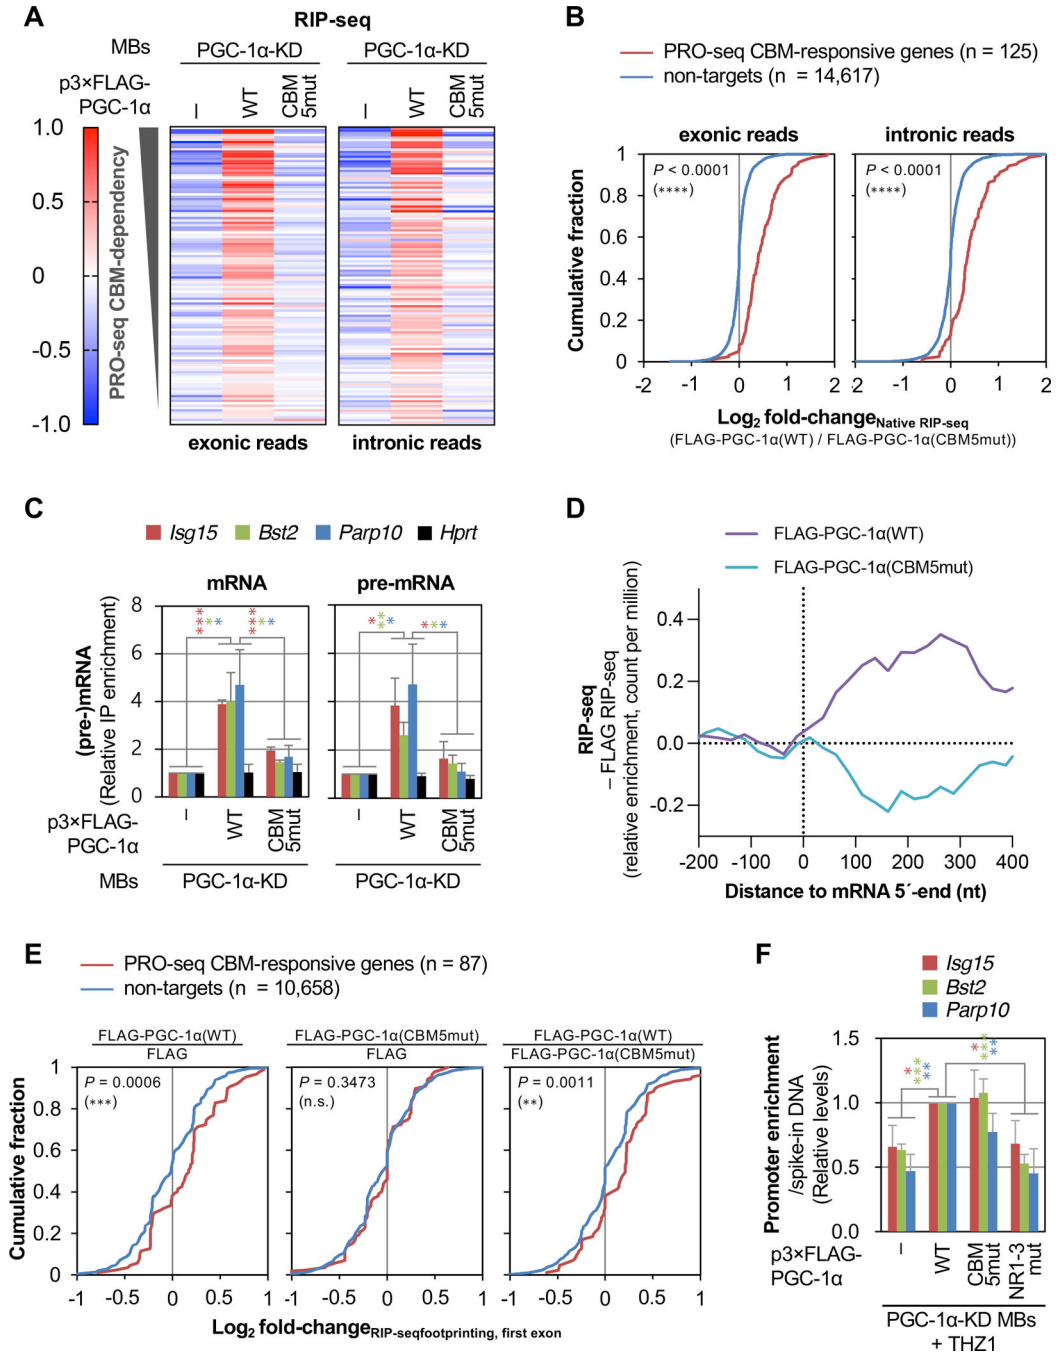 A
RIP-seq
MBs PGC-1α-KD PGC-1α-KD
p3×FLAG-PGC-1α
– WT CBM 5mut – WT CBM 5mut
1.0
0.5
0
-0.5
-1.0
PRO-seq CBM-dependency
exonic reads intronic reads
B
PRO-seq CBM-responsive genes (n = 125)
non-targets (n = 14,617)
exonic reads intronic reads
P < 0.0001 P < 0.0001
(****) (****)
Cumulative fraction
1
0.8
0.6
0.4
0.2
0
-2 -1 0 1 2 -2 -1 0 1 2
Log2 fold-change Native RIP-seq
(FLAG-PGC-1α(WT) / FLAG-PGC-1α(CBM5mut))
C
Isg15 Bst2 Parp10 Hprt
mRNA pre-mRNA
*** ** * *** ** * * ** * * * *
(pre-)mRNA
(Relative IP enrichment)
8
6
4
2
0
p3×FLAG-PGC-1α
– WT CBM 5mut – WT CBM 5mut
MBs PGC-1α-KD PGC-1α-KD
D
FLAG-PGC-1α(WT)
FLAG-PGC-1α(CBM5mut)
RIP-seq
– FLAG RIP-seq
(relative enrichment, count per million)
0.4
0.2
0.0
-0.2
-200 -100 0 100 200 300 400
Distance to mRNA 5´-end (nt)
E
PRO-seq CBM-responsive genes (n = 87)
non-targets (n = 10,658)
FLAG-PGC-1α(WT) FLAG-PGC-1α(CBM5mut) FLAG-PGC-1α(WT)
FLAG FLAG FLAG-PGC-1α(CBM5mut)
P = 0.0006 P = 0.3473 P = 0.0011
(***) (n.s.) (**)
Cumulative fraction
1
0.8
0.6
0.4
0.2
0
-1 -0.5 0 0.5 1 -1 -0.5 0 0.5 1 -1 -0.5 0 0.5 1
Log2 fold-change RIP-seqfootprinting, first exon
F
Isg15
Bst2
Parp10
* *** ** * *** **
Promoter enrichment
/spike-in DNA
(Relative levels)
1.5
1.0
0.5
0.0
p3×FLAG-PGC-1α
– WT CBM 5mut NR1-3 mut
PGC-1α-KD MBs
+ THZ1